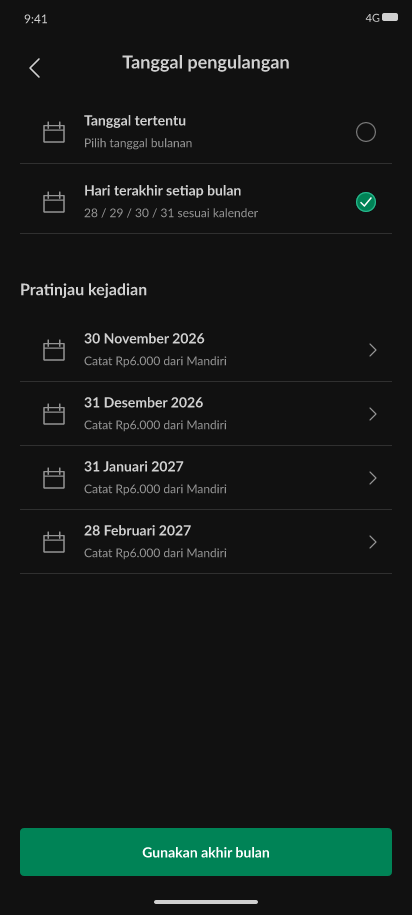 9:41
4G
Tanggal pengulangan
Tanggal tertentu
Pilih tanggal bulanan
Hari terakhir setiap bulan
28 / 29 / 30 / 31 sesuai kalender
Pratinjau kejadian
30 November 2026
Catat Rp6.000 dari Mandiri
31 Desember 2026
Catat Rp6.000 dari Mandiri
31 Januari 2027
Catat Rp6.000 dari Mandiri
28 Februari 2027
Catat Rp6.000 dari Mandiri
Gunakan akhir bulan